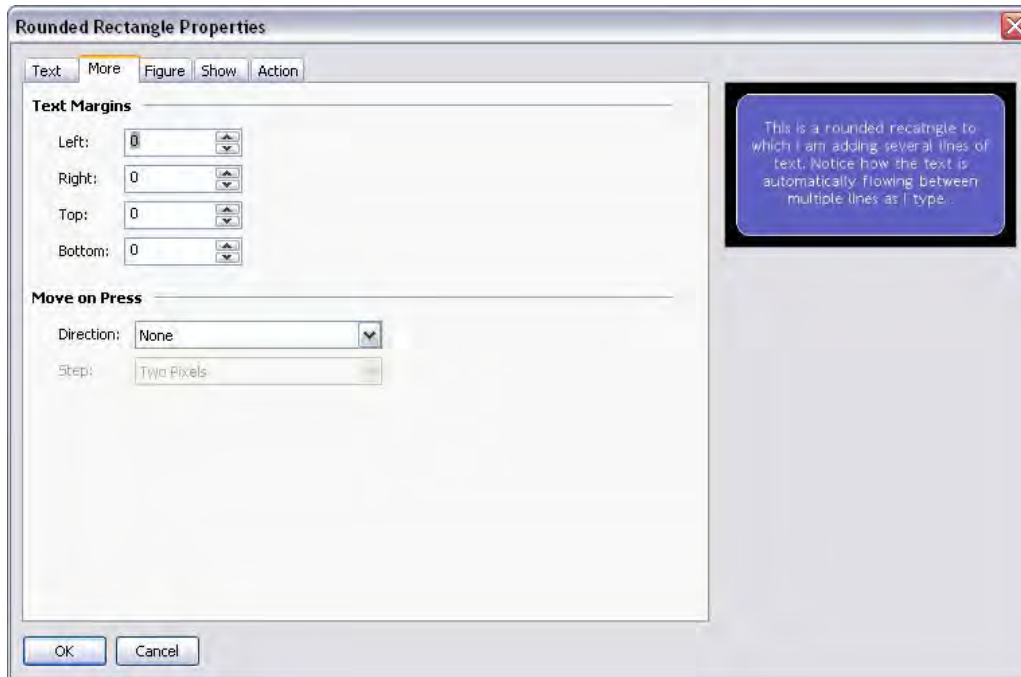 Rounded Rectangle Properties
Text More Figure Show Action
Text Margins
Left: 0
Right: 0
Top: 0
Bottom: 0
Move on Press
Direction: None
Step: Two Pixels
OK Cancel
This is a rounded recatngle to
which I am adding several lines of
text. Notice how the text is
automatically flowing between
multiple lines as I type.